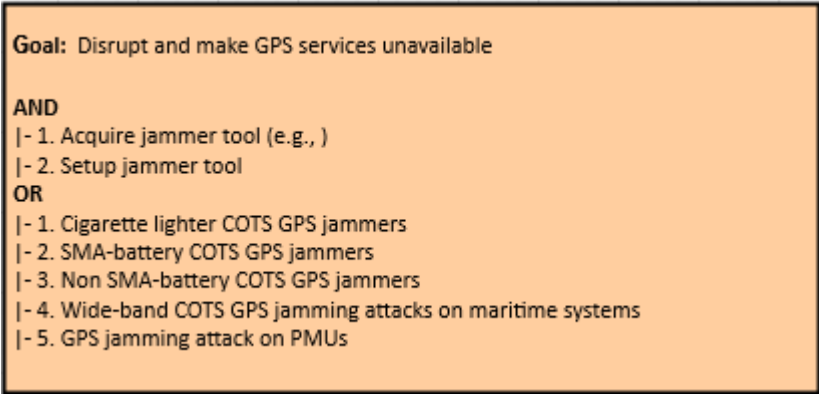 Goal: Disrupt and make GPS services unavailable
AND
|- 1. Acquire jammer tool (e.g., )
|- 2. Setup jammer tool
OR
|- 1. Cigarette lighter COTS GPS jammers
|- 2. SMA-battery COTS GPS jammers
|- 3. Non SMA-battery COTS GPS jammers
|- 4. Wide-band COTS GPS jamming attacks on maritime systems
|- 5. GPS jamming attack on PMUs